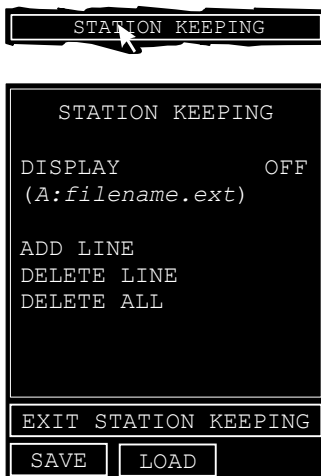 STATION KEEPING
STATION KEEPING
DISPLAY OFF
(A:filename.ext)
ADD LINE
DELETE LINE
DELETE ALL
EXIT STATION KEEPING
SAVE LOAD